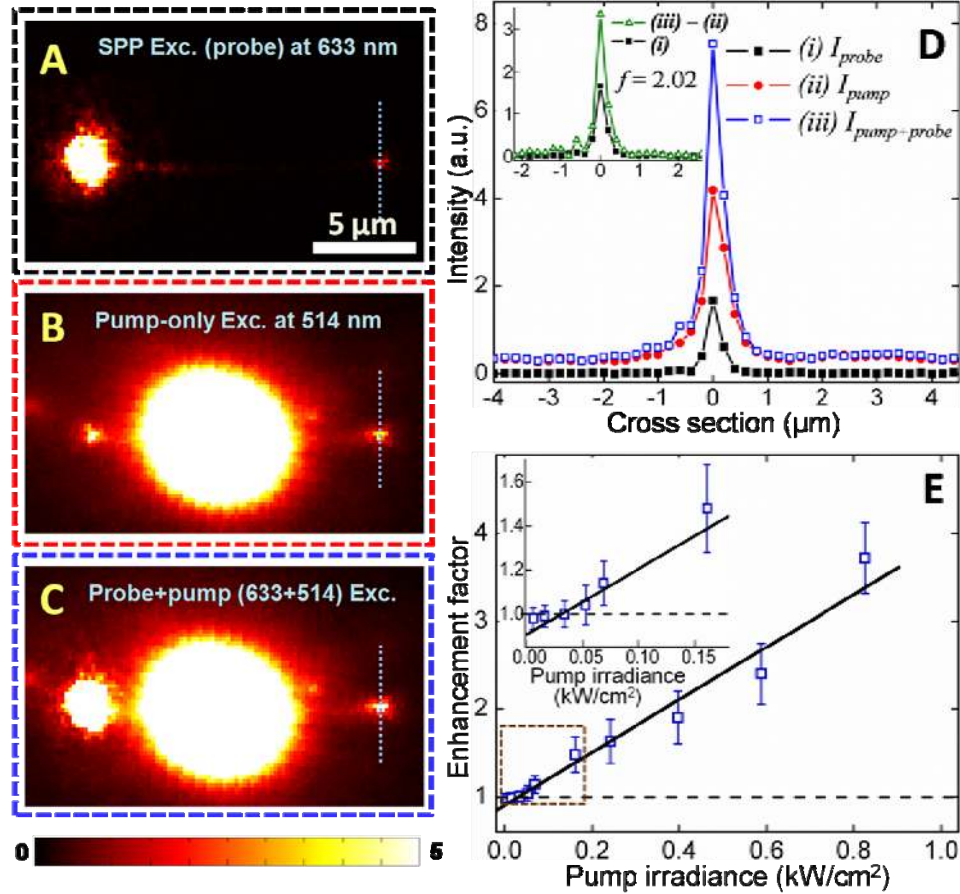 A
SPP Exc. (probe) at 633 nm
5 μm
B
Pump-only Exc. at 514 nm
C
Probe+pump (633+514) Exc.
0
5
D
Intensity (a.u.)
8
6
4
2
0
-4
-3
-2
-1
0
1
2
3
4
Cross section (μm)
(i) I_probe
(ii) I_pump
(iii) I_pump+probe
3
2
1
0
-2
-1
0
1
2
(iii) – (ii)
(i)
f = 2.02
E
Enhancement factor
4
3
2
1
0.0
0.2
0.4
0.6
0.8
1.0
Pump irradiance (kW/cm²)
1.6
1.4
1.2
1.0
0.00
0.05
0.10
0.15
Pump irradiance
(kW/cm²)